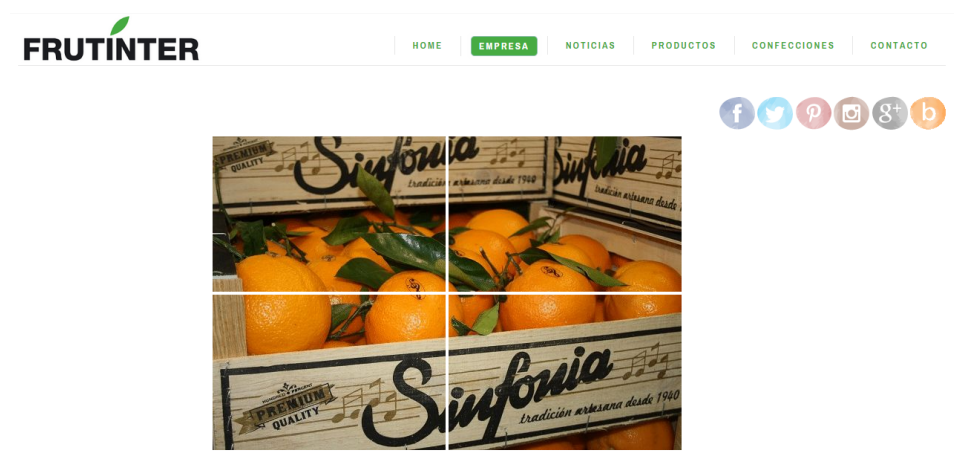 FRUTINTER
HOME EMPRESA NOTICIAS PRODUCTOS CONFECCIONES CONTACTO
f g+ b
PREMIUM
QUALITY
Sinfonia
tradición artesana desde 1940
Sinfonia
tradición artesana desde
PREMIUM
QUALITY
Sinfonia
tradición artesana desde 1940